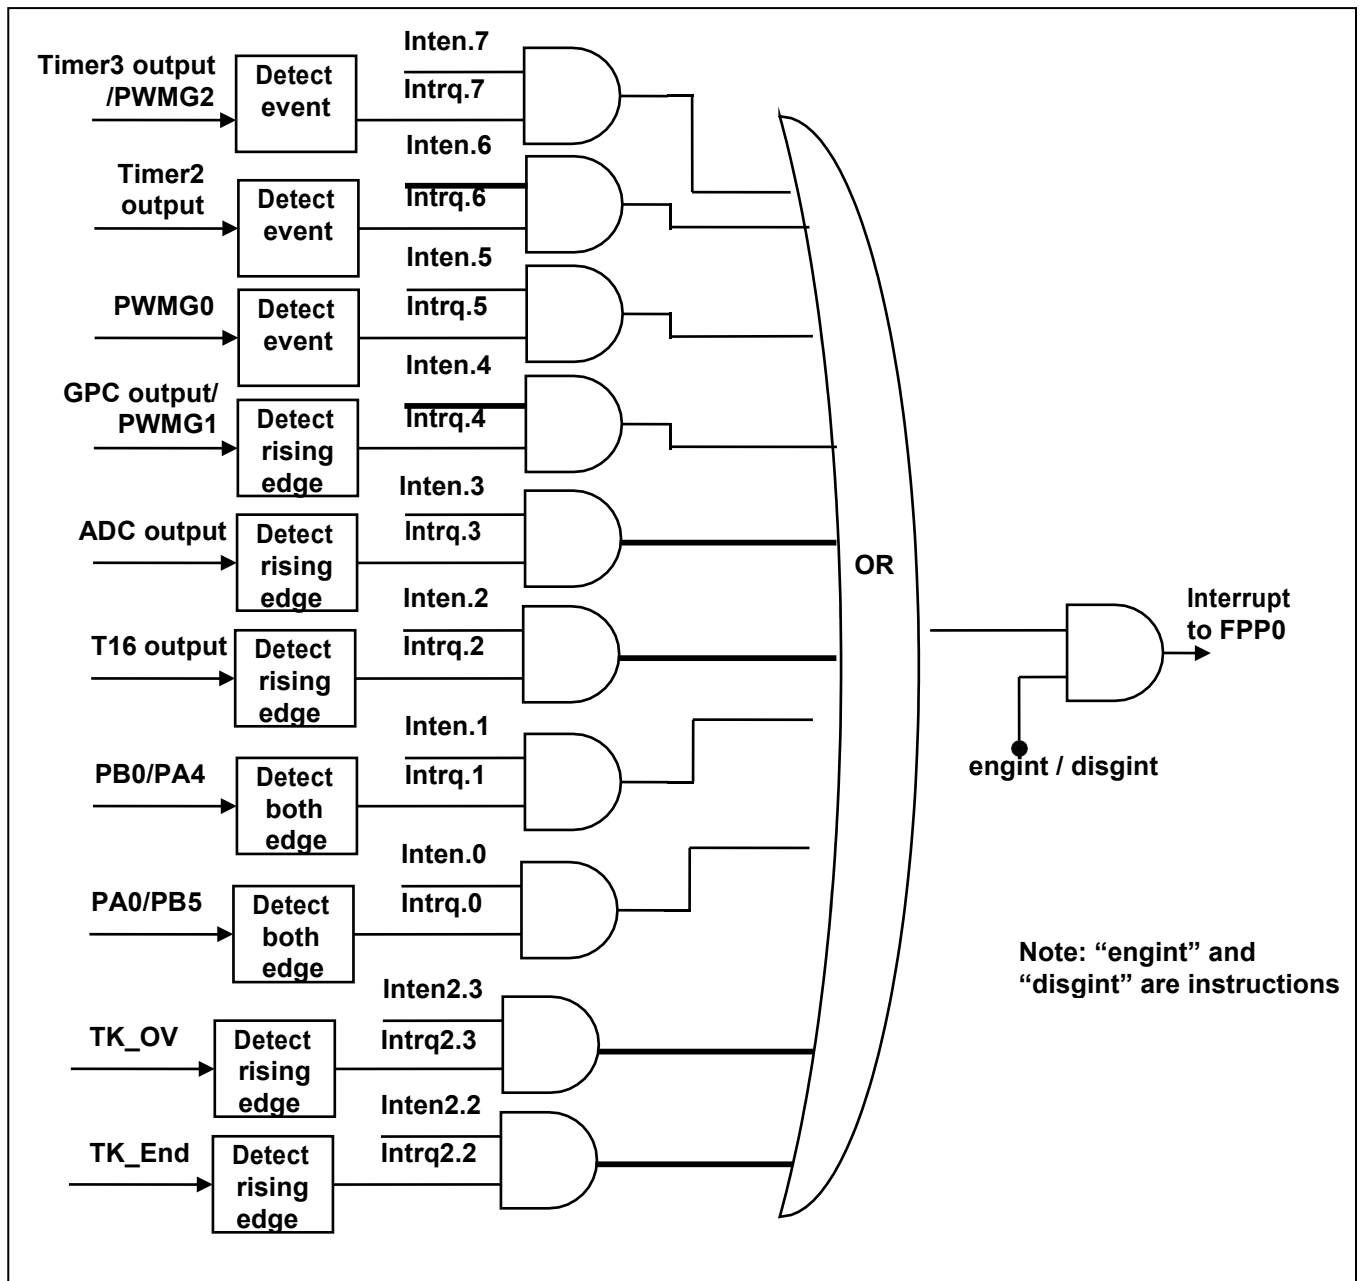 Inten.7
Timer3 output
/PWMG2
Detect
event
Intrq.7
Inten.6
Timer2
output
Detect
event
Intrq.6
Inten.5
PWMG0
Detect
event
Intrq.5
Inten.4
GPC output/
PWMG1
Detect
rising
edge
Intrq.4
Inten.3
ADC output
Detect
rising
edge
Intrq.3
OR
Inten.2
T16 output
Detect
rising
edge
Intrq.2
Interrupt
to FPP0
engint / disgint
Inten.1
PB0/PA4
Detect
both
edge
Intrq.1
Inten.0
PA0/PB5
Detect
both
edge
Intrq.0
Note: “engint” and
“disgint” are instructions
Inten2.3
TK_OV
Detect
rising
edge
Intrq2.3
Inten2.2
TK_End
Detect
rising
edge
Intrq2.2